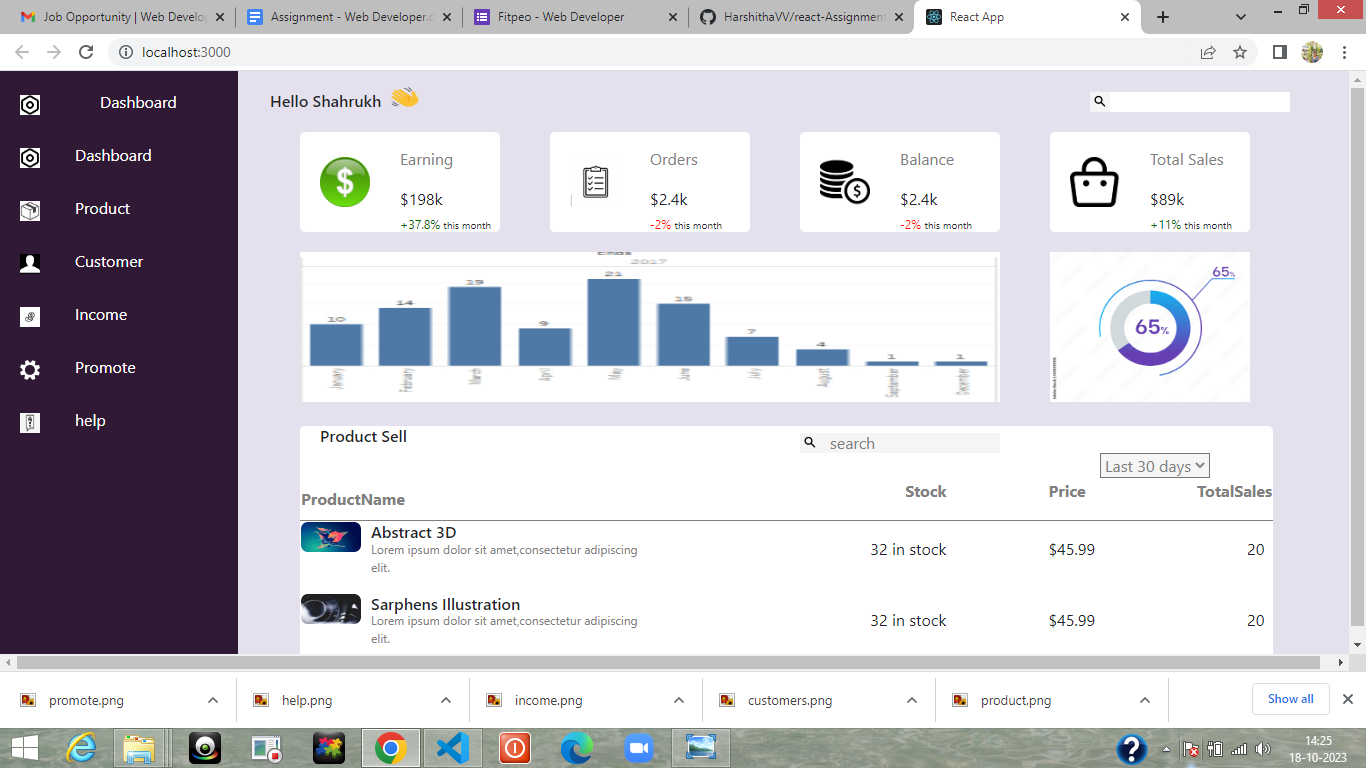 Job Opportunity | Web Develo
Assignment - Web Developer.
Fitpeo - Web Developer
HarshithaVV/react-Assignment
React App
localhost:3000
Dashboard
Dashboard
Product
Customer
Income
Promote
help
Hello Shahrukh
Earning
$198k
+37.8% this month
Orders
$2.4k
-2% this month
Balance
$2.4k
-2% this month
Total Sales
$89k
+11% this month
2017
10
14
19
9
21
15
7
4
1
1
January
February
March
April
May
June
July
August
September
December
65%
65%
Product Sell
search
Last 30 days
ProductName Stock Price TotalSales
Abstract 3D
Lorem ipsum dolor sit amet,consectetur adipiscing
elit.
32 in stock $45.99 20
Sarphens Illustration
Lorem ipsum dolor sit amet,consectetur adipiscing
elit.
32 in stock $45.99 20
promote.png
help.png
income.png
customers.png
product.png
Show all
14:25
18-10-2023